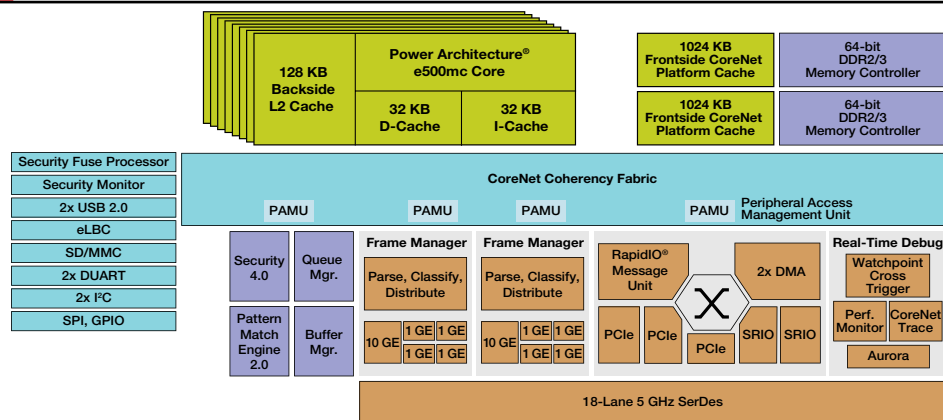 128 KB
Backside
L2 Cache
Power Architecture®
e500mc Core
32 KB
D-Cache
32 KB
I-Cache
1024 KB
Frontside CoreNet
Platform Cache
64-bit
DDR2/3
Memory Controller
1024 KB
Frontside CoreNet
Platform Cache
64-bit
DDR2/3
Memory Controller
Security Fuse Processor
Security Monitor
2x USB 2.0
eLBC
SD/MMC
2x DUART
2x I²C
SPI, GPIO
CoreNet Coherency Fabric
PAMU
PAMU
PAMU
PAMU
Peripheral Access
Management Unit
Security
4.0
Queue
Mgr.
Pattern
Match
Engine
2.0
Buffer
Mgr.
Frame Manager
Parse, Classify,
Distribute
10 GE
1 GE
1 GE
1 GE
1 GE
Frame Manager
Parse, Classify,
Distribute
10 GE
1 GE
1 GE
1 GE
1 GE
RapidIO®
Message
Unit
2x DMA
PCIe
PCIe
PCIe
SRIO
SRIO
Real-Time Debug
Watchpoint
Cross
Trigger
Perf.
Monitor
CoreNet
Trace
Aurora
18-Lane 5 GHz SerDes